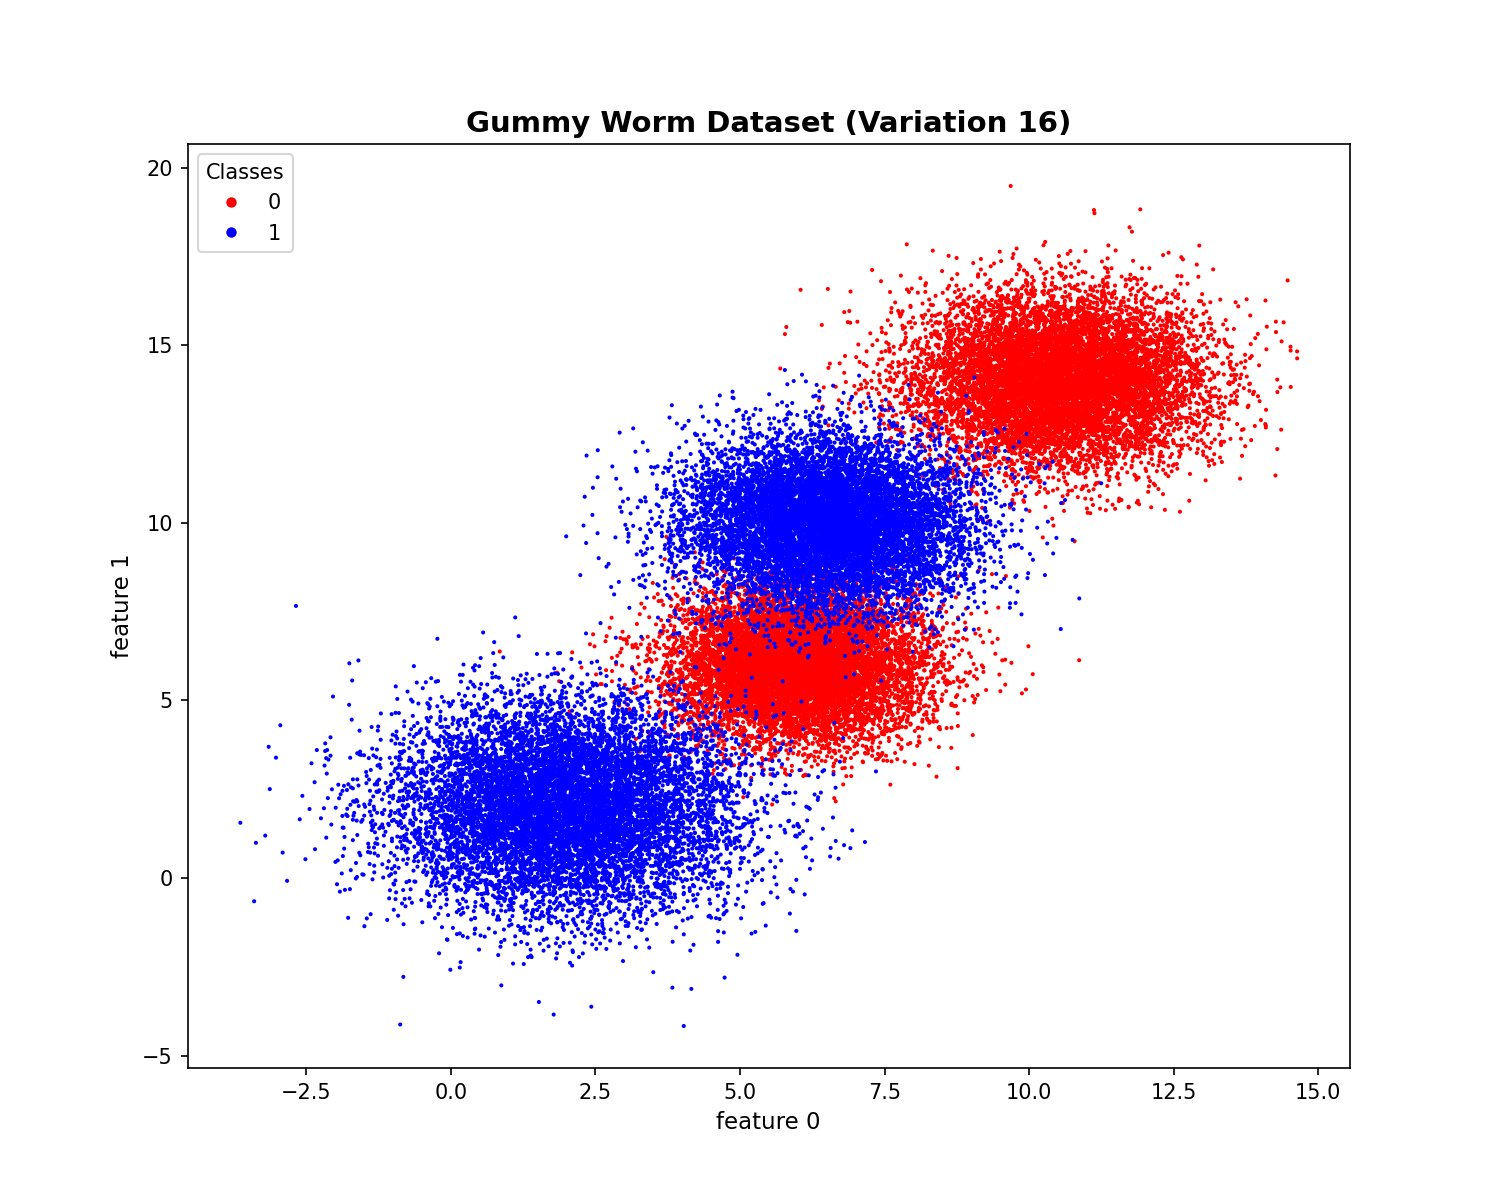 Gummy Worm Dataset (Variation 16)
Classes
0
1
20
15
10
5
0
−5
feature 1
−2.5 0.0 2.5 5.0 7.5 10.0 12.5 15.0
feature 0